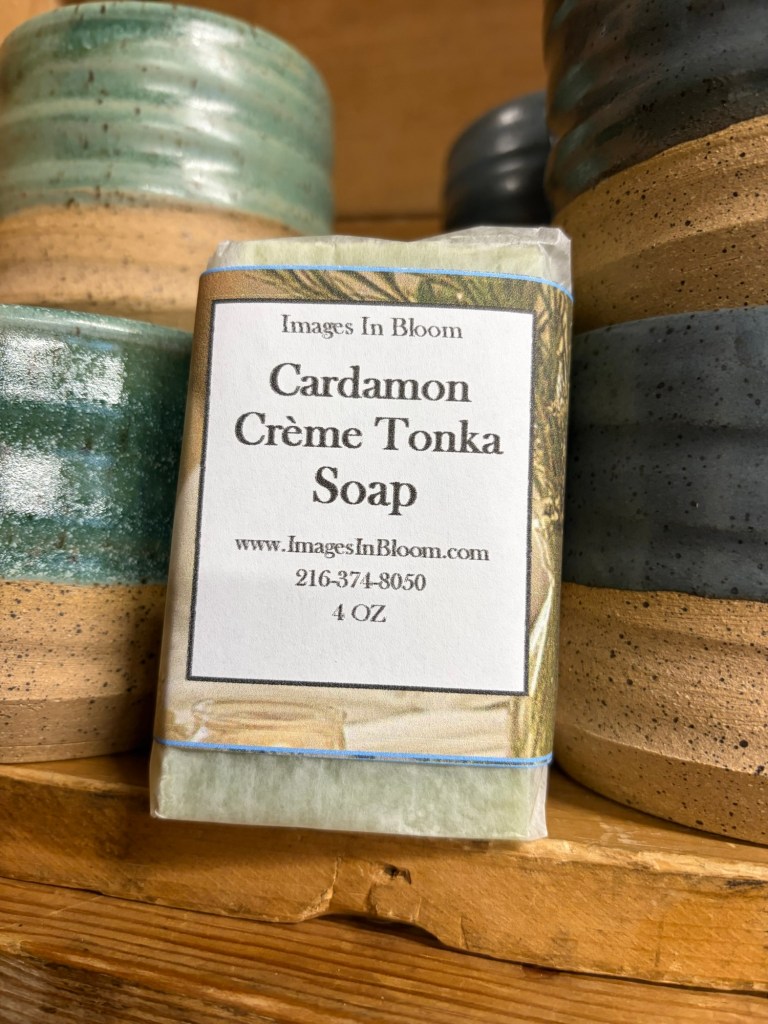 Images In Bloom
Cardamon
Crème Tonka
Soap
www.ImagesInBloom.com
216-374-8050
4 OZ